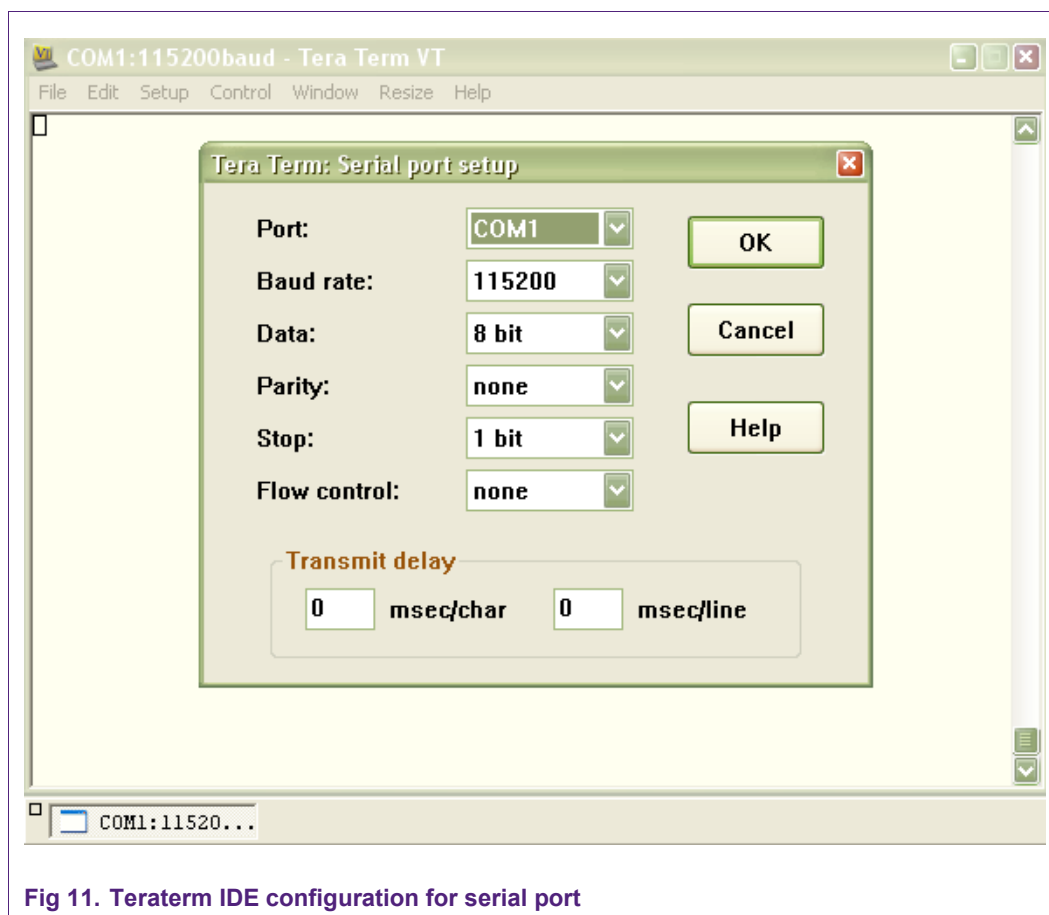 COM1:115200baud - Tera Term VT
File Edit Setup Control Window Resize Help
Tera Term: Serial port setup
Port: COM1
OK
Baud rate: 115200
Data: 8 bit
Cancel
Parity: none
Stop: 1 bit
Help
Flow control: none
Transmit delay
0 msec/char 0 msec/line
COM1:11520...
Fig 11. Teraterm IDE configuration for serial port